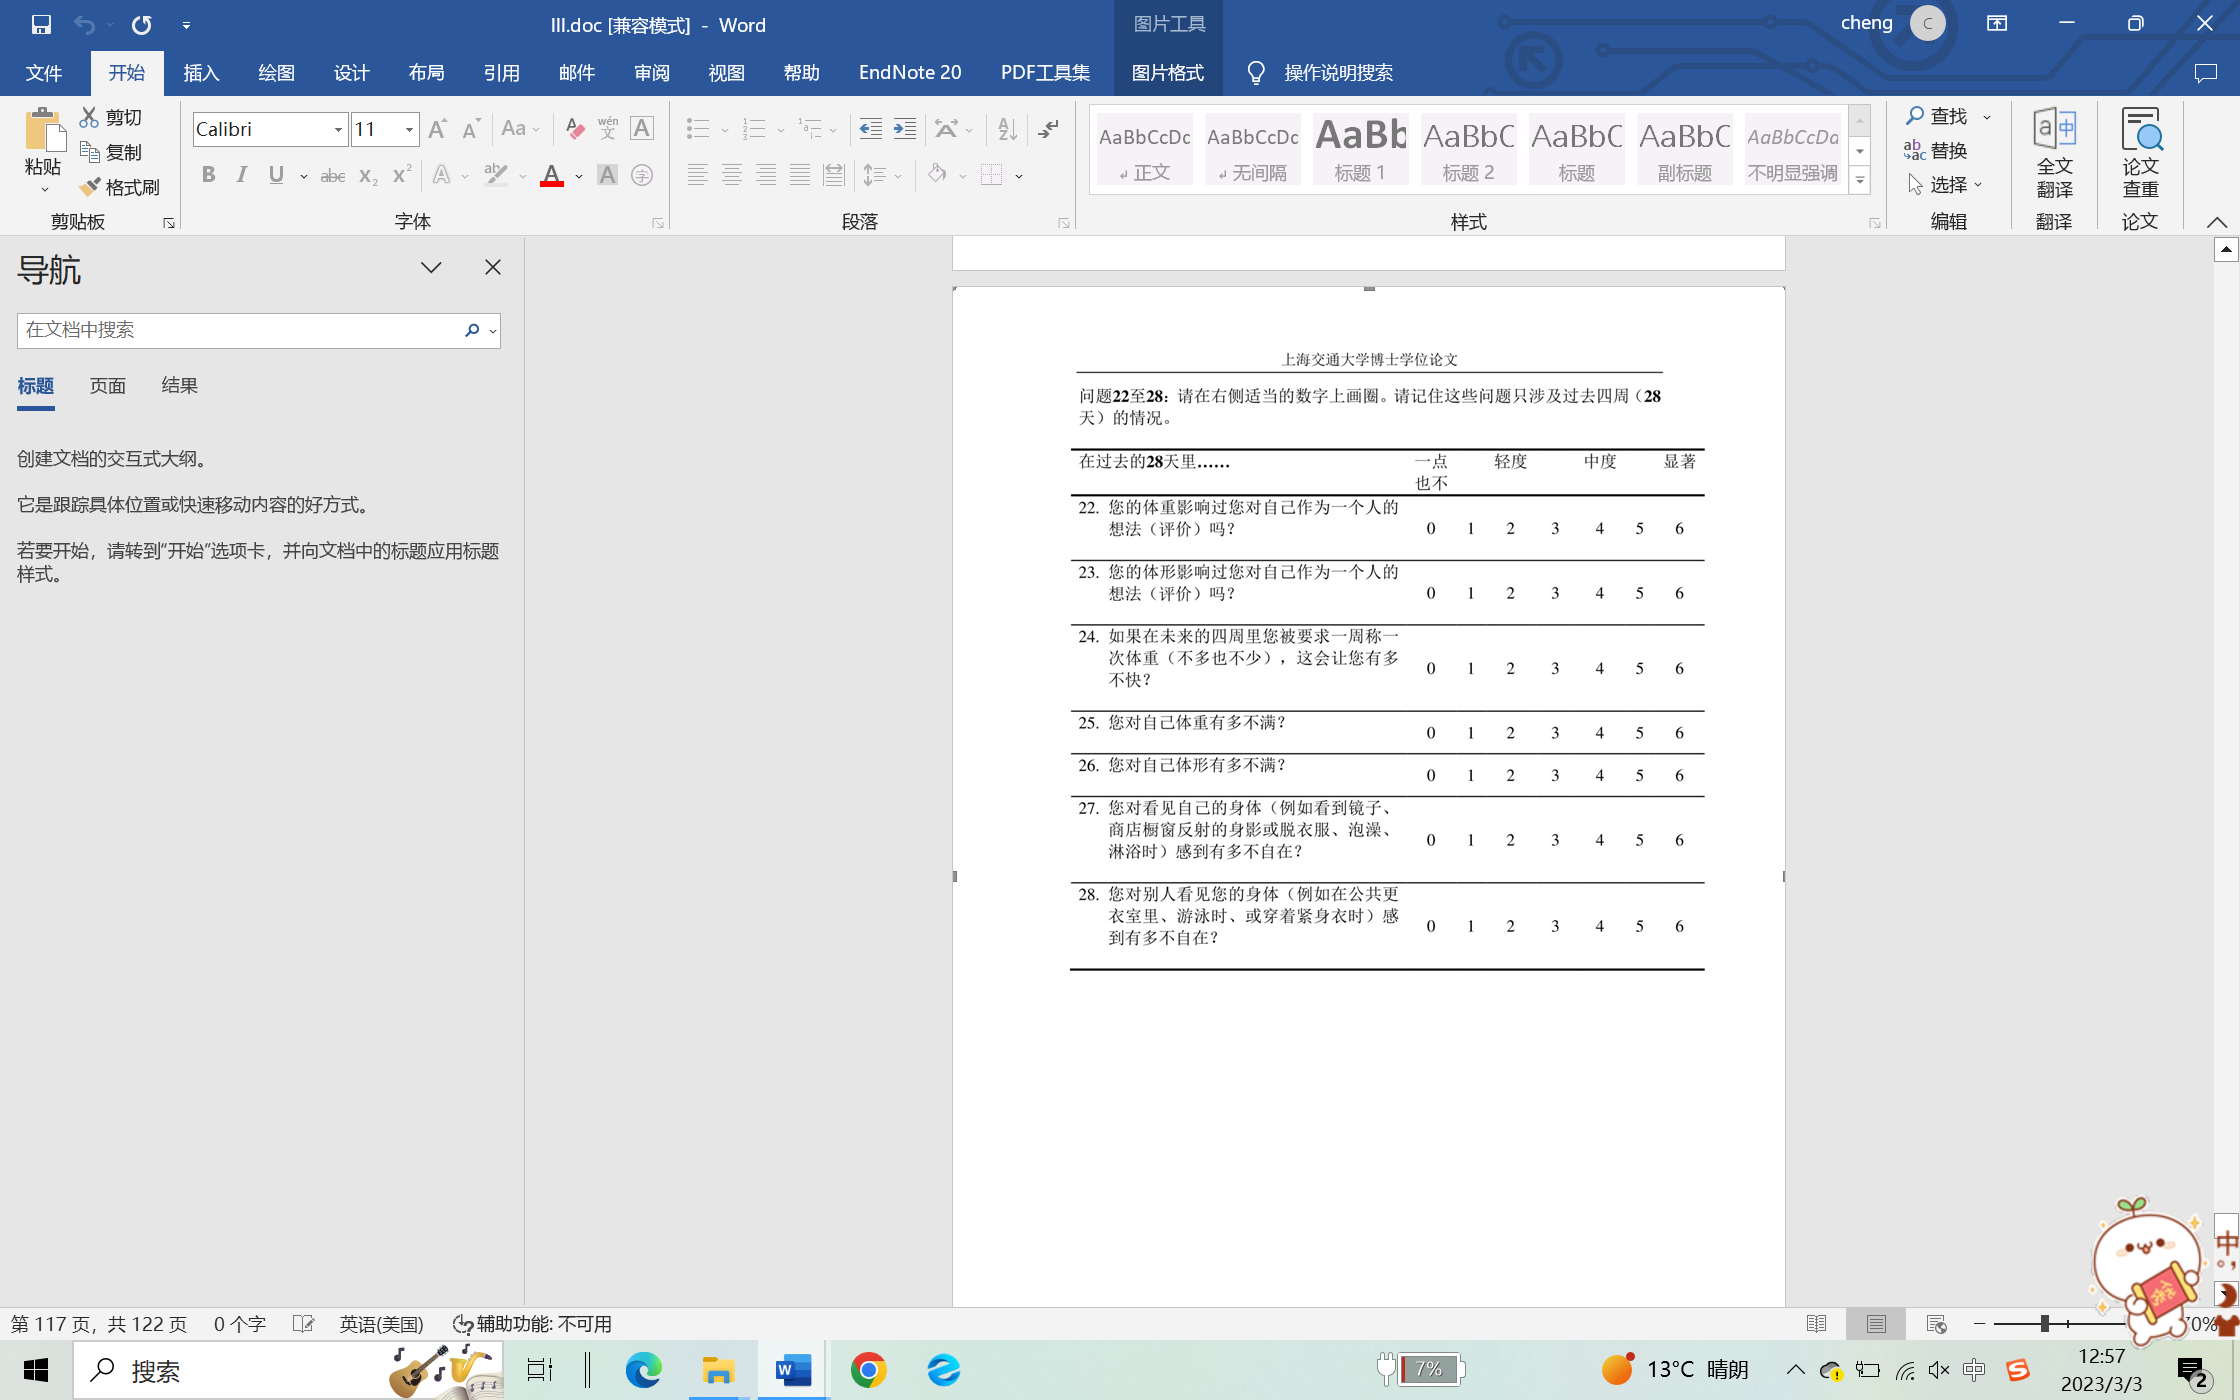 III.doc [兼容模式] - Word
图片工具
cheng
C
文件 开始 插入 绘图 设计 布局 引用 邮件 审阅 视图 帮助 EndNote 20 PDF工具集 图片格式 操作说明搜索
粘贴
剪切
复制
格式刷
剪贴板
Calibri 11
字体
段落
AaBbCcDc AaBbCcDc AaBb AaBbC AaBbC AaBbC AaBbCcDc
正文 无间隔 标题 1 标题 2 标题 副标题 不明显强调
样式
查找
替换
选择
编辑
全文
翻译
翻译
论文
查重
论文
导航
在文档中搜索
标题 页面 结果
创建文档的交互式大纲。
它是跟踪具体位置或快速移动内容的好方式。
若要开始，请转到“开始”选项卡，并向文档中的标题应用标题
样式。
上海交通大学博士学位论文
问题22至28：请在右侧适当的数字上画圈。请记住这些问题只涉及过去四周（28
天）的情况。
在过去的28天里…… 一点 轻度 中度 显著
也不
22. 您的体重影响过您对自己作为一个人的
想法（评价）吗？ 0 1 2 3 4 5 6
23. 您的体形影响过您对自己作为一个人的
想法（评价）吗？ 0 1 2 3 4 5 6
24. 如果在未来的四周里您被要求一周称一
次体重（不多也不少），这会让您有多 0 1 2 3 4 5 6
不快？
25. 您对自己体重有多不满？ 0 1 2 3 4 5 6
26. 您对自己体形有多不满？ 0 1 2 3 4 5 6
27. 您对看见自己的身体（例如看到镜子、
商店橱窗反射的身影或脱衣服、泡澡、 0 1 2 3 4 5 6
淋浴时）感到有多不自在？
28. 您对别人看见您的身体（例如在公共更
衣室里、游泳时、或穿着紧身衣时）感 0 1 2 3 4 5 6
到有多不自在？
第 117 页，共 122 页 0 个字 英语(美国) 辅助功能: 不可用
搜索
7%
13°C 晴朗
中
12:57
2023/3/3
2